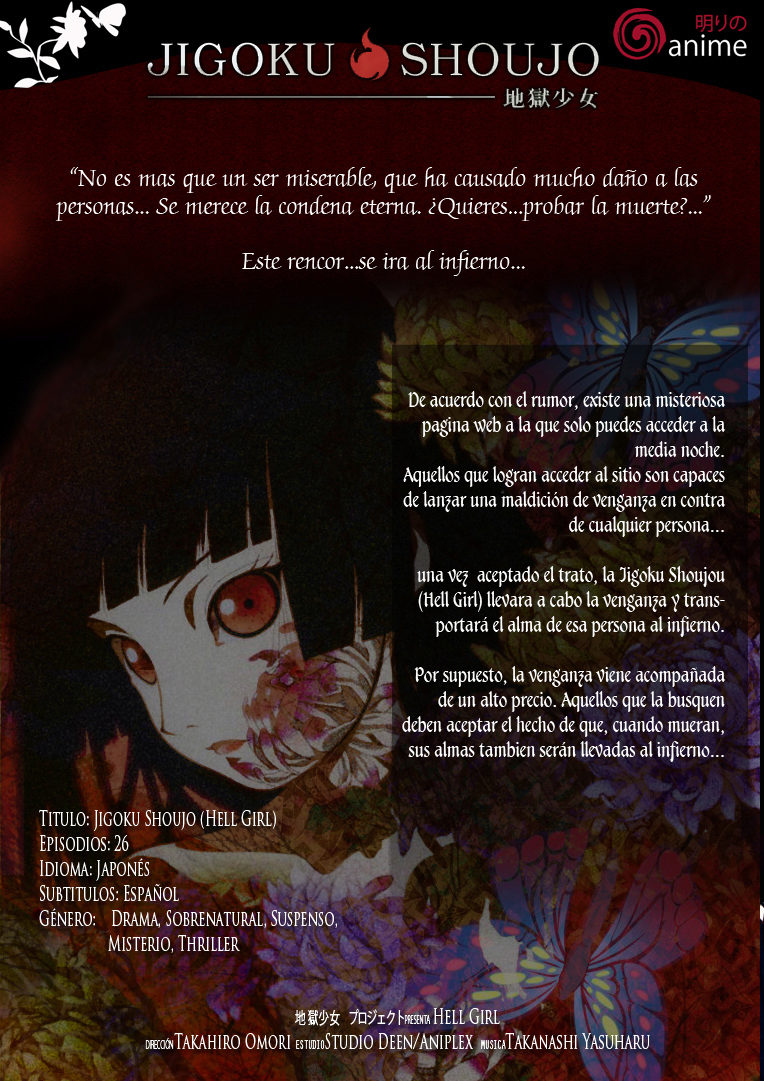 明りの
anime
JIGOKU SHOUJO
地獄少女
“No es mas que un ser miserable, que ha causado mucho daño a las
personas... Se merece la condena eterna. ¿Quieres...probar la muerte?...”
Este rencor...se ira al infierno...
De acuerdo con el rumor, existe una misteriosa
pagina web a la que solo puedes acceder a la
media noche.
Aquellos que logran acceder al sitio son capaces
de lanzar una maldición de venganza en contra
de cualquier persona...
una vez aceptado el trato, la Jigoku Shoujou
(Hell Girl) llevara a cabo la venganza y trans-
portará el alma de esa persona al infierno.
Por supuesto, la venganza viene acompañada
de un alto precio. Aquellos que la busquen
deben aceptar el hecho de que, cuando mueran,
sus almas tambien serán llevadas al infierno...
Titulo: Jigoku Shoujo (Hell Girl)
Episodios: 26
Idioma: Japonés
Subtitulos: Español
Género: Drama, Sobrenatural, Suspenso,
Misterio, Thriller
地獄少女 プロジェクト PRESENTA HELL GIRL
DIRECCIÓN TAKAHIRO OMORI ESTUDIO STUDIO DEEN/ANIPLEX MUSICA TAKANASHI YASUHARU